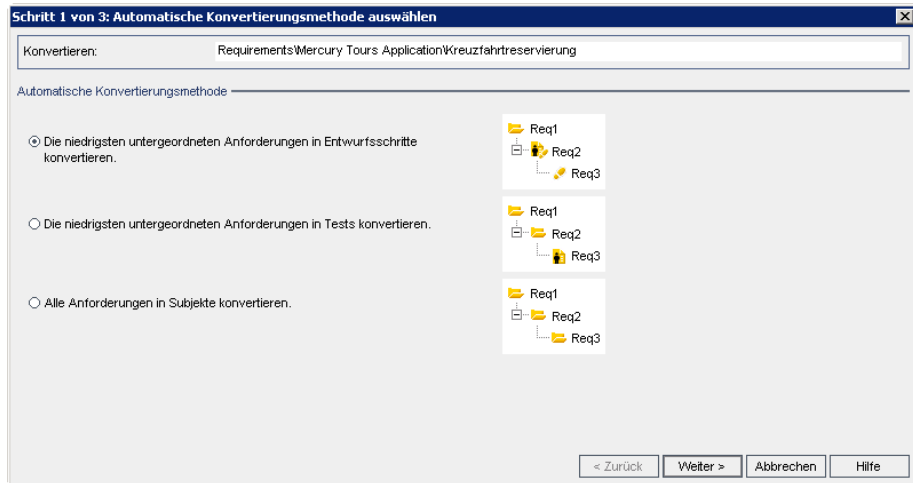 Schritt 1 von 3: Automatische Konvertierungsmethode auswählen
Konvertieren: Requirements\Mercury Tours Application\Kreuzfahrtreservierung
Automatische Konvertierungsmethode
Die niedrigsten untergeordneten Anforderungen in Entwurfsschritte
konvertieren.
Req1
Req2
Req3
Die niedrigsten untergeordneten Anforderungen in Tests konvertieren.
Req1
Req2
Req3
Alle Anforderungen in Subjekte konvertieren.
Req1
Req2
Req3
< Zurück Weiter > Abbrechen Hilfe